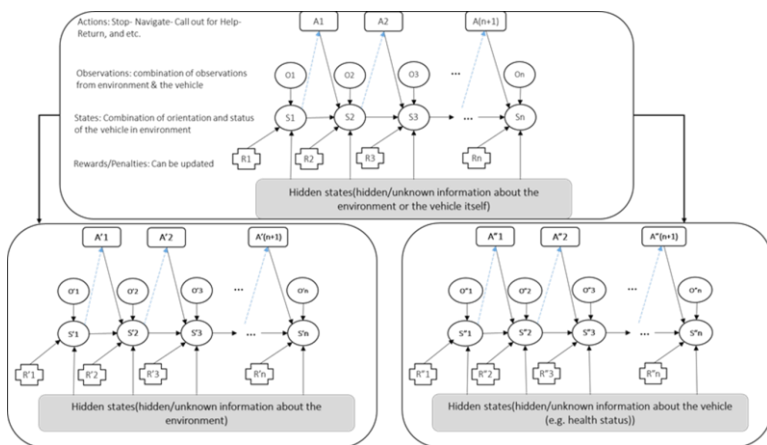 Actions: Stop- Navigate- Call out for Help-
Return, and etc.
A1 A2 A(n+1)
Observations: combination of observations
from environment & the vehicle
O1 O2 O3 ... On
States: Combination of orientation and status
of the vehicle in environment
S1 S2 S3 ... Sn
Rewards/Penalties: Can be updated
R1 R2 R3 Rn
Hidden states(hidden/unknown information about the
environment or the vehicle itself)
A'1 A'2 A'(n+1)
O'1 O'2 O'3 ... O'n
S'1 S'2 S'3 ... S'n
R'1 R'2 R'3 R'n
Hidden states(hidden/unknown information about the
environment)
A"1 A"2 A"(n+1)
O"1 O"2 O"3 ... O"n
S"1 S"2 S"3 ... S"n
R"1 R"2 R"3 R"n
Hidden states(hidden/unknown information about the vehicle
(e.g. health status))